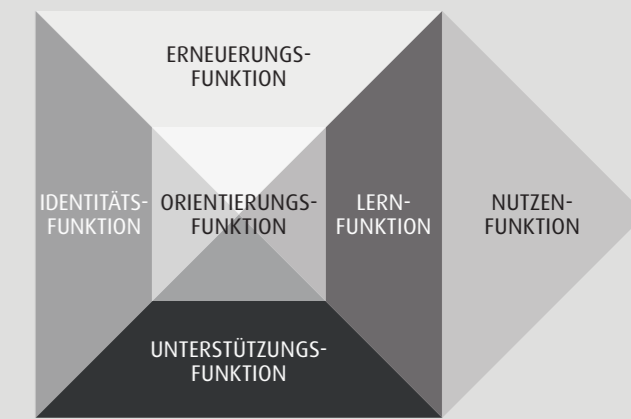 ERNEUERUNGS-
FUNKTION
IDENTITÄTS-
FUNKTION
ORIENTIERUNGS-
FUNKTION
LERN-
FUNKTION
NUTZEN-
FUNKTION
UNTERSTÜTZUNGS-
FUNKTION